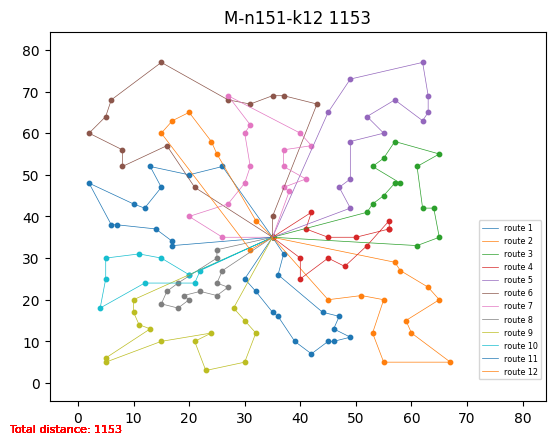 M-n151-k12 1153
80
70
60
50
40
30
20
10
0
0 10 20 30 40 50 60 70 80
route 1
route 2
route 3
route 4
route 5
route 6
route 7
route 8
route 9
route 10
route 11
route 12
Total distance: 1153